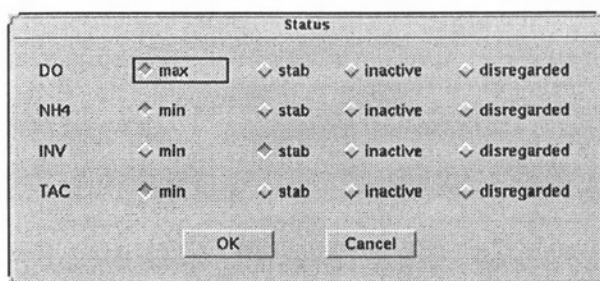 Status
DO max stab inactive disregarded
NH4 min stab inactive disregarded
INV min stab inactive disregarded
TAC min stab inactive disregarded
OK Cancel